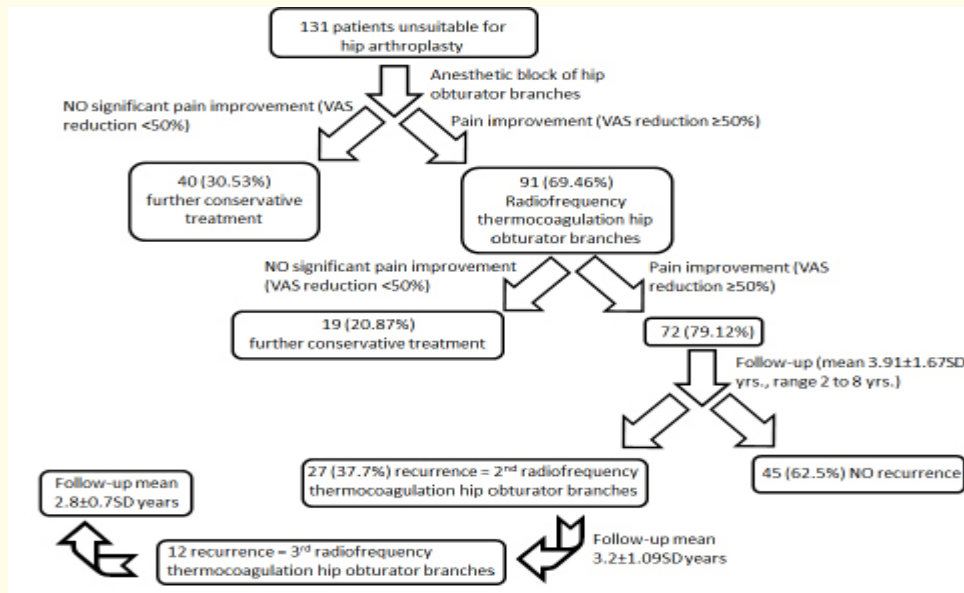 131 patients unsuitable for
hip arthroplasty
Anesthetic block of hip
obturator branches
NO significant pain improvement (VAS
reduction <50%)
Pain improvement (VAS reduction ≥50%)
40 (30.53%)
further conservative
treatment
91 (69.46%)
Radiofrequency
thermocoagulation hip
obturator branches
NO significant pain improvement
(VAS reduction <50%)
Pain improvement (VAS
reduction ≥50%)
19 (20.87%)
further conservative treatment
72 (79.12%)
Follow-up (mean 3.91±1.67SD
yrs., range 2 to 8 yrs.)
27 (37.7%) recurrence = 2nd radiofrequency
thermocoagulation hip obturator branches
45 (62.5%) NO recurrence
Follow-up mean
3.2±1.09SD years
12 recurrence = 3rd radiofrequency
thermocoagulation hip obturator branches
Follow-up mean
2.8±0.7SD years